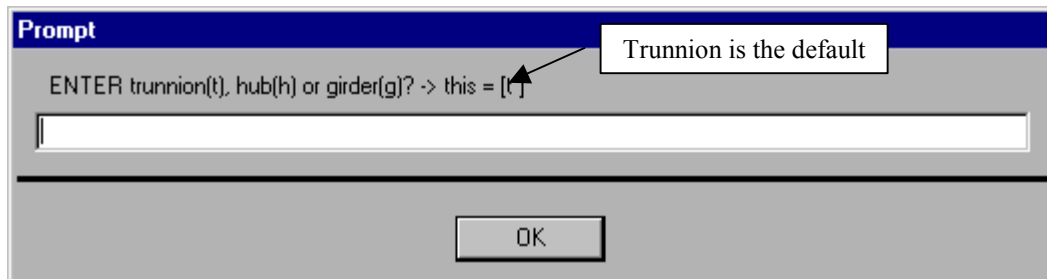 Prompt
Trunnion is the default
ENTER trunnion(t), hub(h) or girder(g)? -> this = [t ]
OK